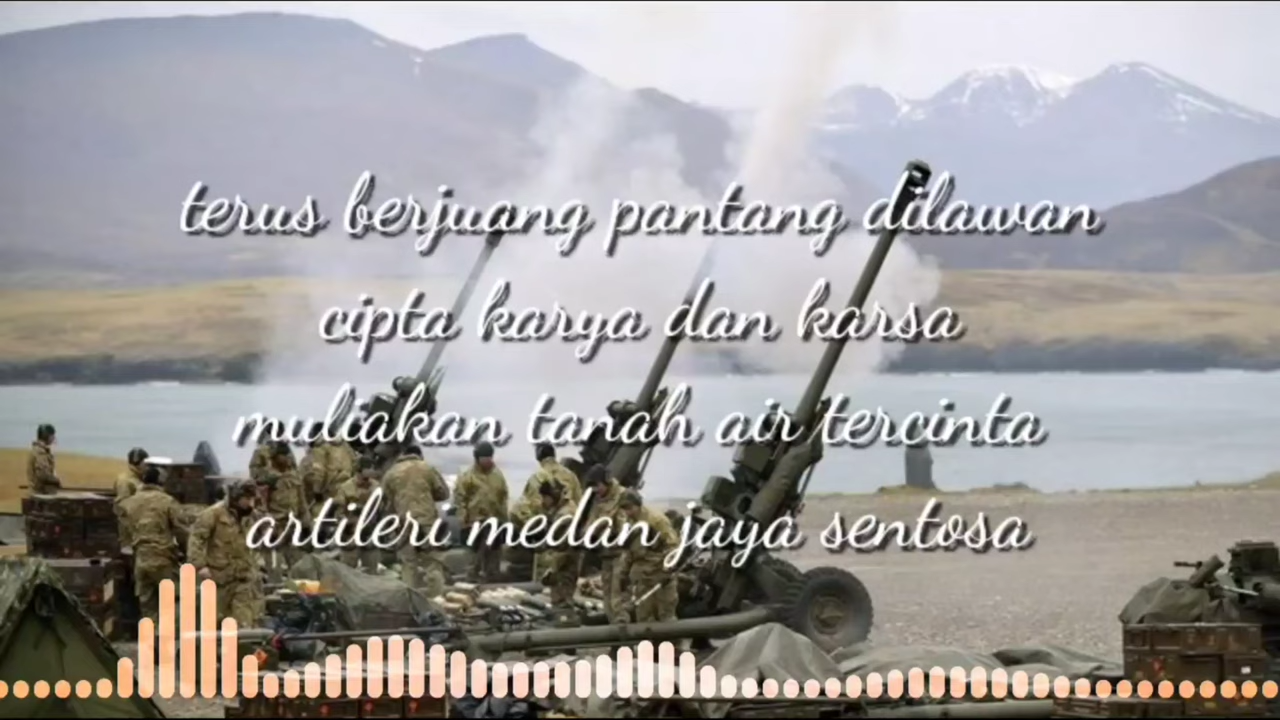 terus berjuang pantang dilawan
cipta karya dan karsa
muliakan tanah air tercinta
artileri medan jaya sentosa